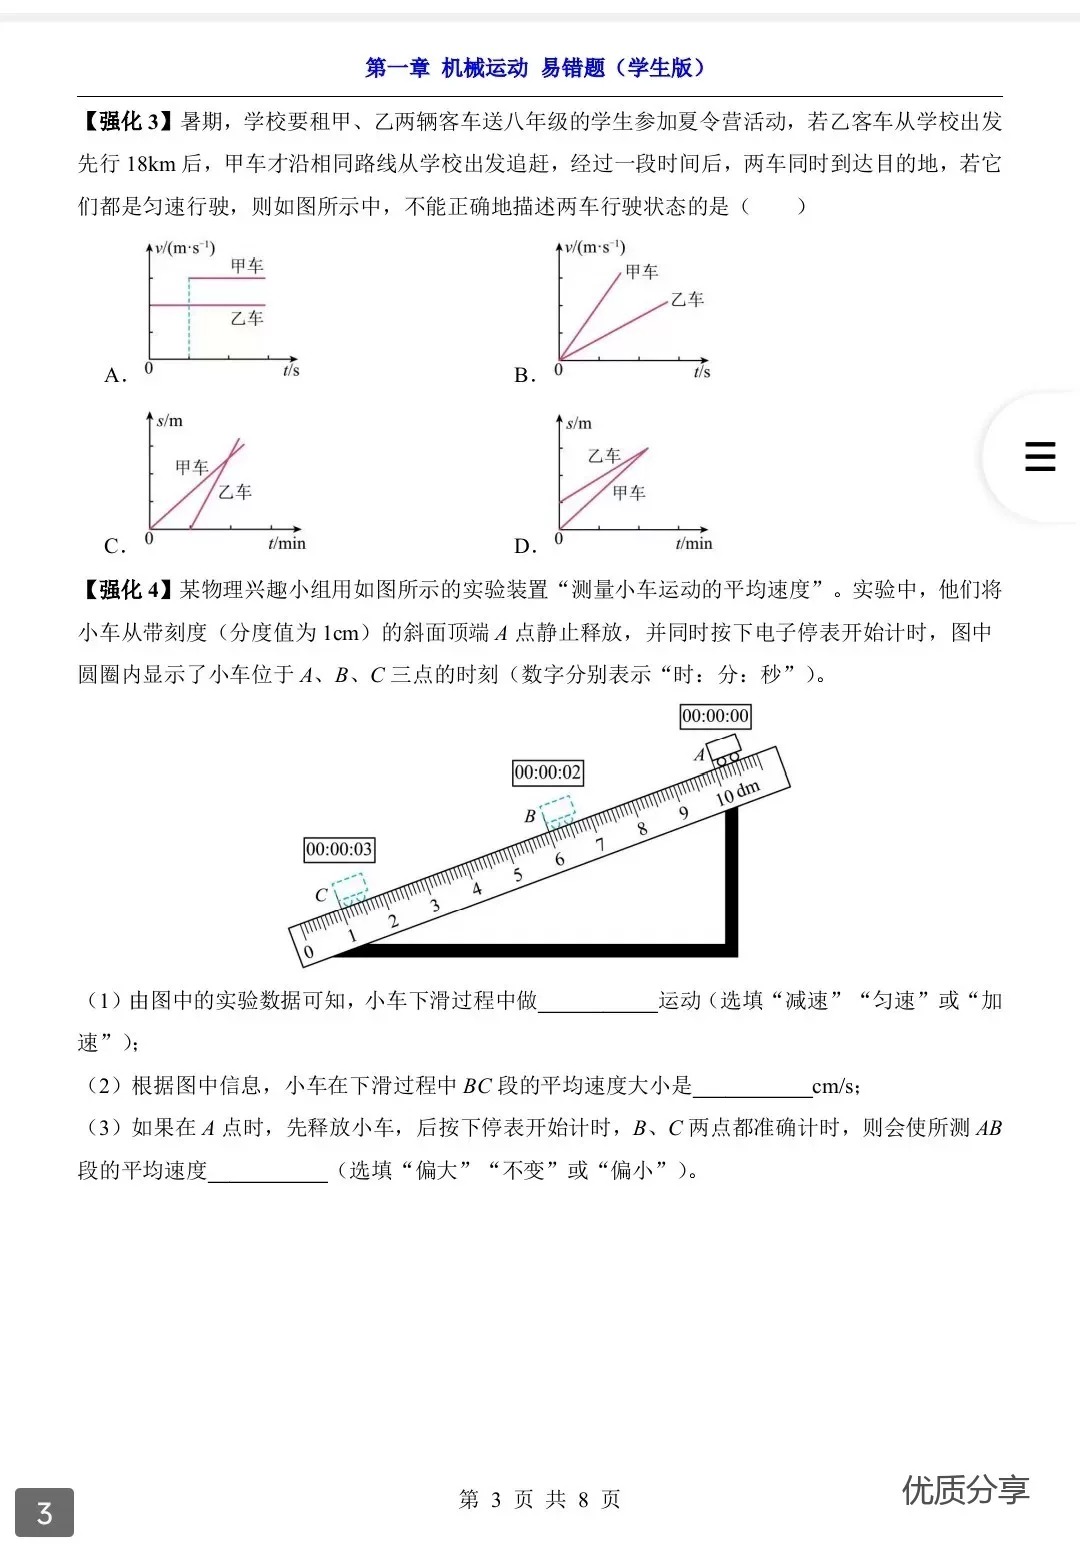 第一章 机械运动 易错题（学生版）
【强化 3】暑期，学校要租甲、乙两辆客车送八年级的学生参加夏令营活动，若乙客车从学校出发
先行 18km 后，甲车才沿相同路线从学校出发追赶，经过一段时间后，两车同时到达目的地，若它
们都是匀速行驶，则如图所示中，不能正确地描述两车行驶状态的是（　　）
v/(m·s⁻¹)
甲车
乙车
0
t/s
A．
v/(m·s⁻¹)
甲车
乙车
0
t/s
B．
s/m
甲车
乙车
0
t/min
C．
s/m
乙车
甲车
0
t/min
D．
【强化 4】某物理兴趣小组用如图所示的实验装置“测量小车运动的平均速度”。实验中，他们将
小车从带刻度（分度值为 1cm）的斜面顶端 A 点静止释放，并同时按下电子停表开始计时，图中
圆圈内显示了小车位于 A、B、C 三点的时刻（数字分别表示“时：分：秒”）。
00:00:00
A
00:00:02
B
00:00:03
C
0 1 2 3 4 5 6 7 8 9 10 dm
（1）由图中的实验数据可知，小车下滑过程中做___________运动（选填“减速”“匀速”或“加
速”）；
（2）根据图中信息，小车在下滑过程中 BC 段的平均速度大小是___________cm/s；
（3）如果在 A 点时，先释放小车，后按下停表开始计时，B、C 两点都准确计时，则会使所测 AB
段的平均速度___________（选填“偏大”“不变”或“偏小”）。
第 3 页 共 8 页
优质分享
3